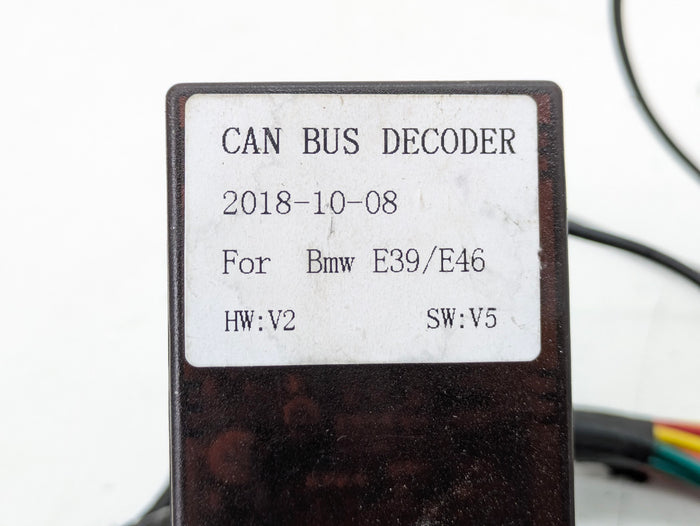 CAN BUS DECODER
2018-10-08
For Bmw E39/E46
HW:V2 SW:V5